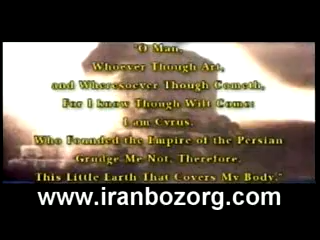 "O Man,
Whoever Though Art,
and Wheresoever Though Cometh,
For I know Though Wilt Come:
I am Cyrus,
Who Founded the Empire of the Persian
Grudge Me Not, Therefore,
This Little Earth That Covers My Body."
www.iranbozorg.com